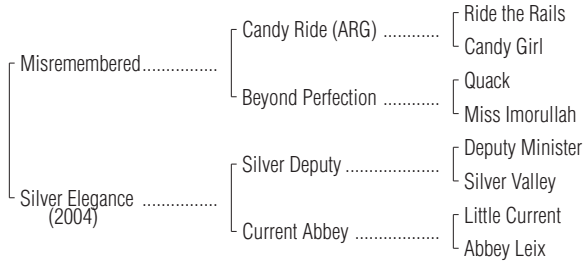 Ride the Rails
Candy Ride (ARG) ............
Candy Girl
Misremembered...............
Quack
Beyond Perfection ............
Miss Imorullah
Deputy Minister
Silver Deputy ....................
Silver Valley
Silver Elegance ...............
(2004)
Little Current
Current Abbey ..................
Abbey Leix